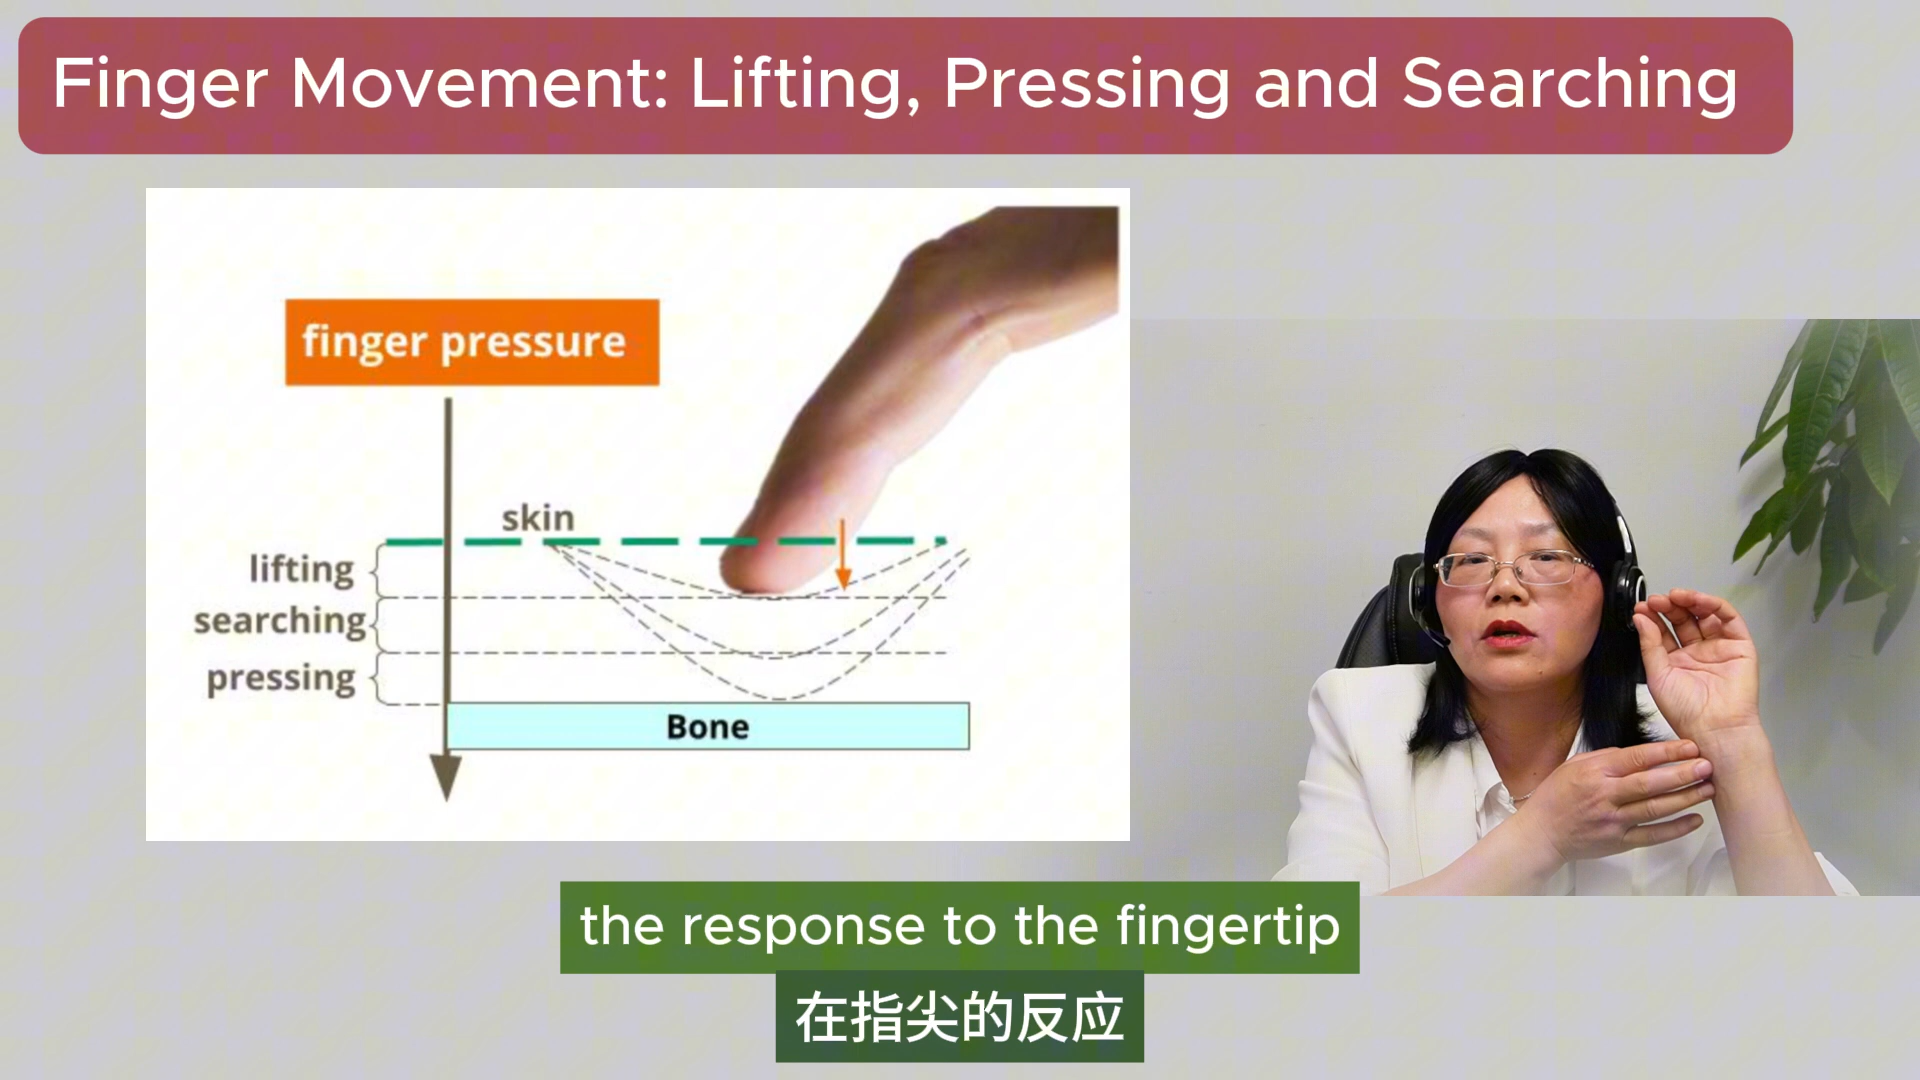 Finger Movement: Lifting, Pressing and Searching
finger pressure
skin
lifting
searching
pressing
Bone
the response to the fingertip
在指尖的反应